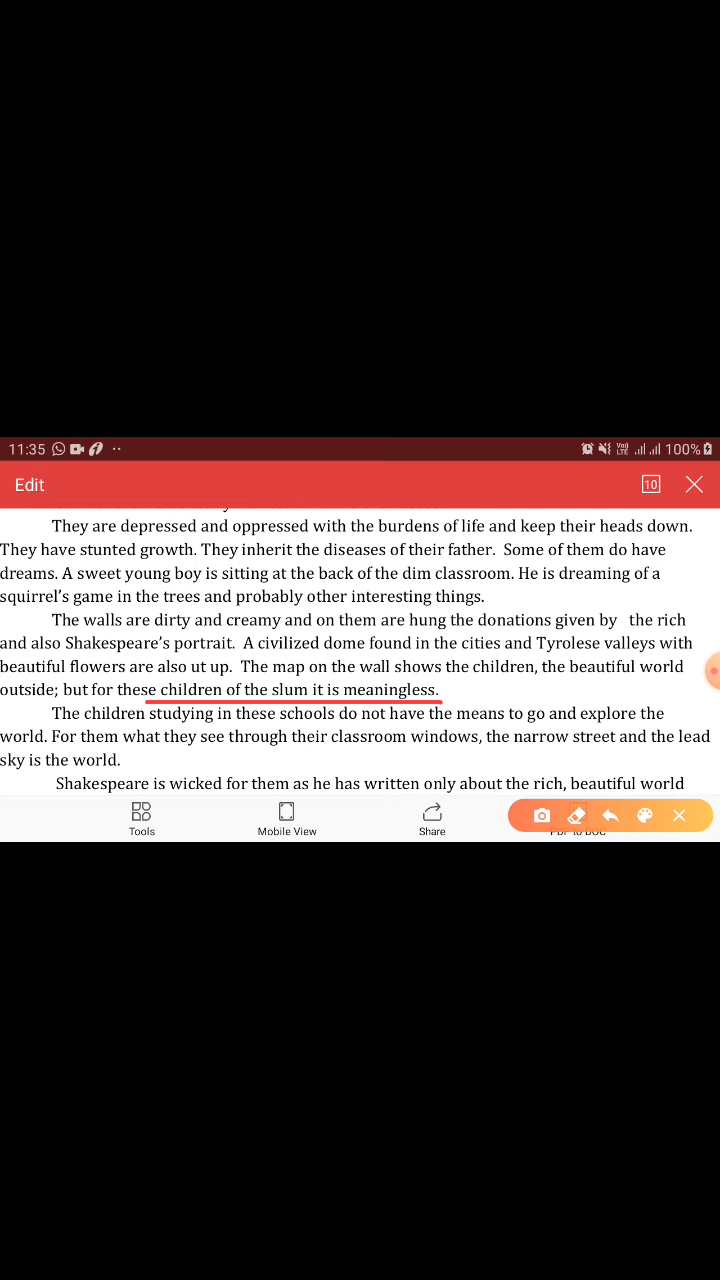 11:35 100%
Edit 10
They are depressed and oppressed with the burdens of life and keep their heads down.
They have stunted growth. They inherit the diseases of their father. Some of them do have
dreams. A sweet young boy is sitting at the back of the dim classroom. He is dreaming of a
squirrel's game in the trees and probably other interesting things.
The walls are dirty and creamy and on them are hung the donations given by the rich
and also Shakespeare's portrait. A civilized dome found in the cities and Tyrolese valleys with
beautiful flowers are also ut up. The map on the wall shows the children, the beautiful world
outside; but for these children of the slum it is meaningless.
The children studying in these schools do not have the means to go and explore the
world. For them what they see through their classroom windows, the narrow street and the lead
sky is the world.
Shakespeare is wicked for them as he has written only about the rich, beautiful world
Tools Mobile View Share